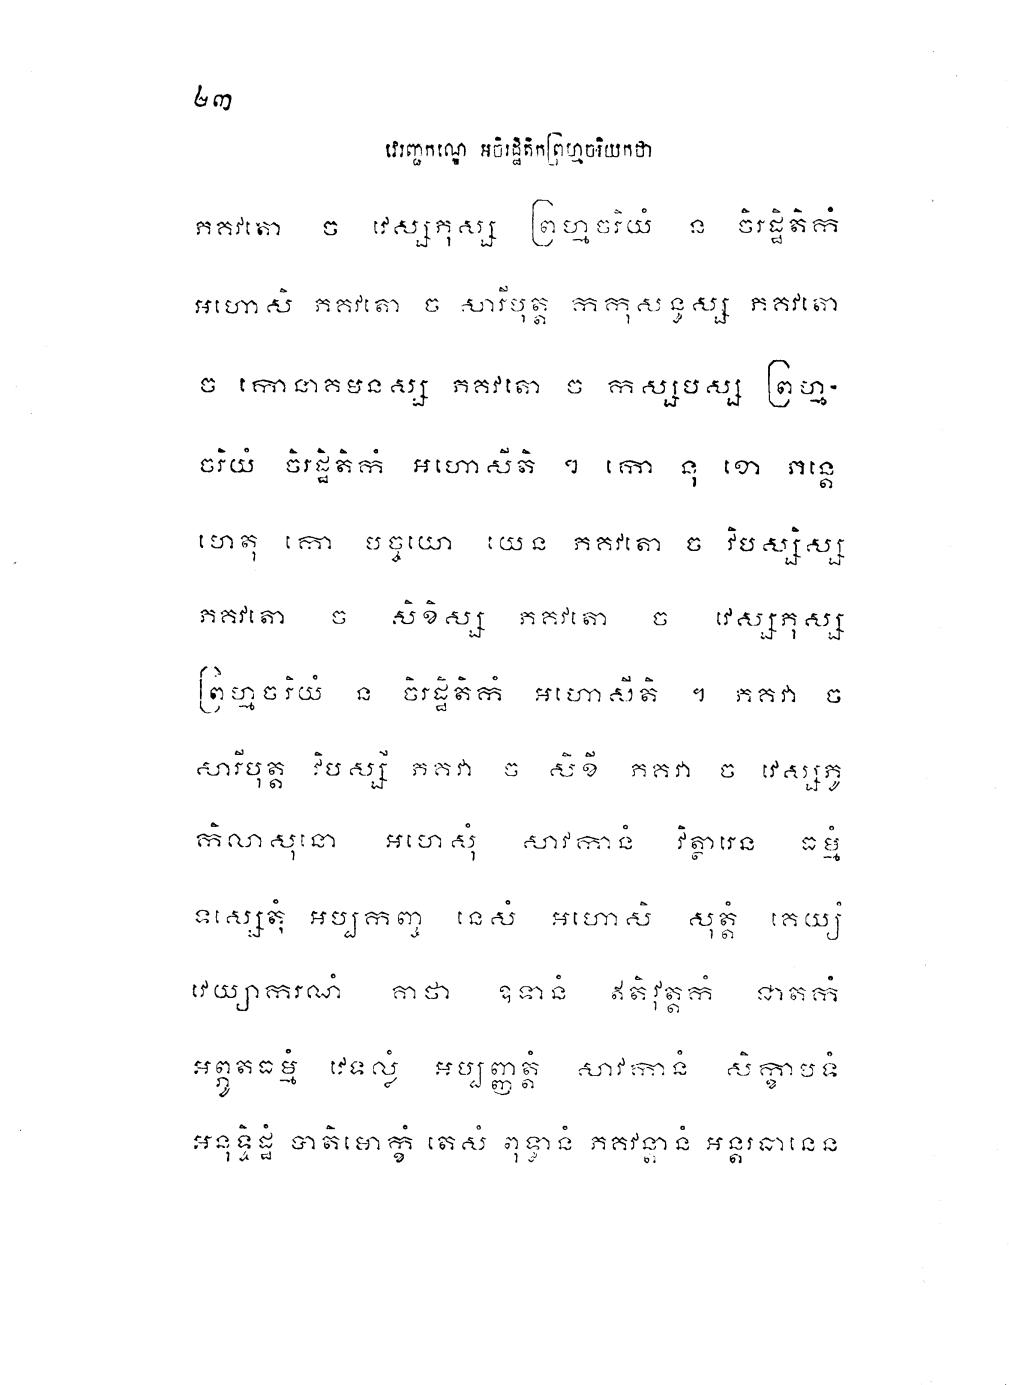 ២៣
វេរញ្ជកណ្ឌេ អចិរដ្ឋិតិកព្រហ្មចរិយកថា
ភគវតោ ច វេស្សភុស្ស ព្រហ្មចរិយំ ន ចិរដ្ឋិតិកំ
អហោសិ ភគវតោ ច សារីបុត្ត កកុសន្ធស្ស ភគវតោ
ច កោនាគមនស្ស ភគវតោ ច កស្សបស្ស ព្រហ្ម-
ចរិយំ ចិរដ្ឋិតិកំ អហោសីតិ ។ កោ នុ ខោ ភន្តេ
ហេតុ កោ បច្ចយោ យេន ភគវតោ ច វិបស្សិស្ស
ភគវតោ ច សិខិស្ស ភគវតោ ច វេស្សភុស្ស
ព្រហ្មចរិយំ ន ចិរដ្ឋិតិកំ អហោសីតិ ។ ភគវា ច
សារីបុត្ត វិបស្សី ភគវា ច សិខី ភគវា ច វេស្សភូ
កិលាសុនោ អហេសុំ សាវកានំ វិត្ថារេន ធម្មំ
ទេស្សេតុំ អប្បកញ្ច នេសំ អហោសិ សុត្តំ គេយ្យំ
វេយ្យាករណំ គាថា ឧទានំ ឥតិវុត្តកំ ជាតកំ
អព្ភូតធម្មំ វេទល្លំ អប្បញ្ញត្តំ សាវកានំ សិក្ខាបទំ
អនុទ្ទិដ្ឋំ បាតិមោក្ខំ តេសំ ពុទ្ធានំ ភគវន្តានំ អន្តរធានេន